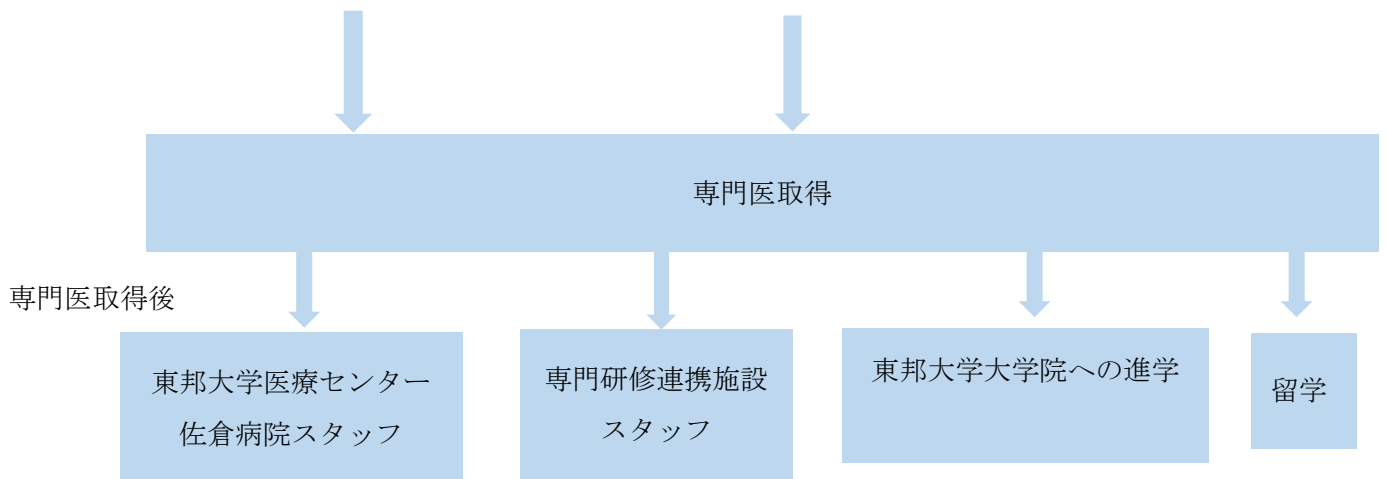 専門医取得
専門医取得後
東邦大学医療センター
佐倉病院スタッフ
専門研修連携施設
スタッフ
東邦大学大学院への進学
留学